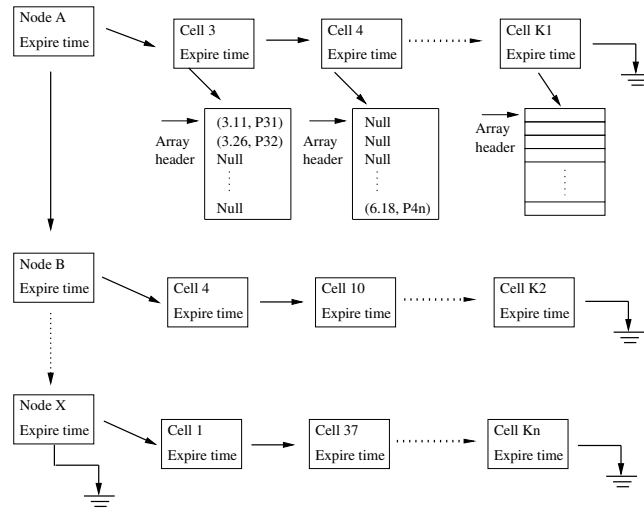 Node A
Expire time
Cell 3
Expire time
Cell 4
Expire time
Cell K1
Expire time
Array
header
(3.11, P31)
(3.26, P32)
Null
Null
Array
header
Null
Null
Null
(6.18, P4n)
Array
header
Node B
Expire time
Cell 4
Expire time
Cell 10
Expire time
Cell K2
Expire time
Node X
Expire time
Cell 1
Expire time
Cell 37
Expire time
Cell Kn
Expire time